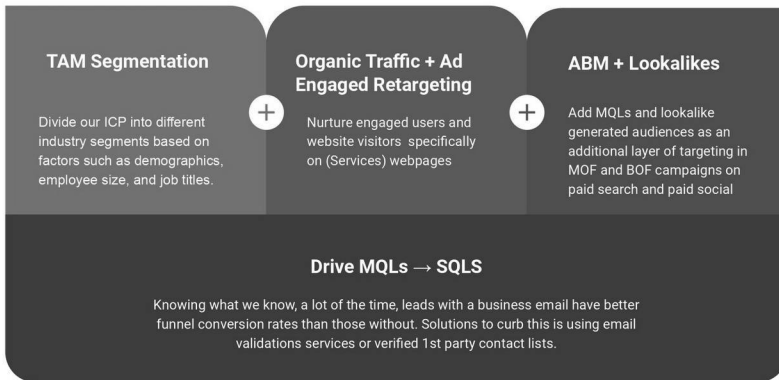 TAM Segmentation
Divide our ICP into different
industry segments based on
factors such as demographics,
employee size, and job titles.
Organic Traffic + Ad
Engaged Retargeting
Nurture engaged users and
website visitors specifically
on (Services) webpages
ABM + Lookalikes
Add MQLs and lookalike
generated audiences as an
additional layer of targeting in
MOF and BOF campaigns on
paid search and paid social
Drive MQLs → SQLS
Knowing what we know, a lot of the time, leads with a business email have better
funnel conversion rates than those without. Solutions to curb this is using email
validations services or verified 1st party contact lists.